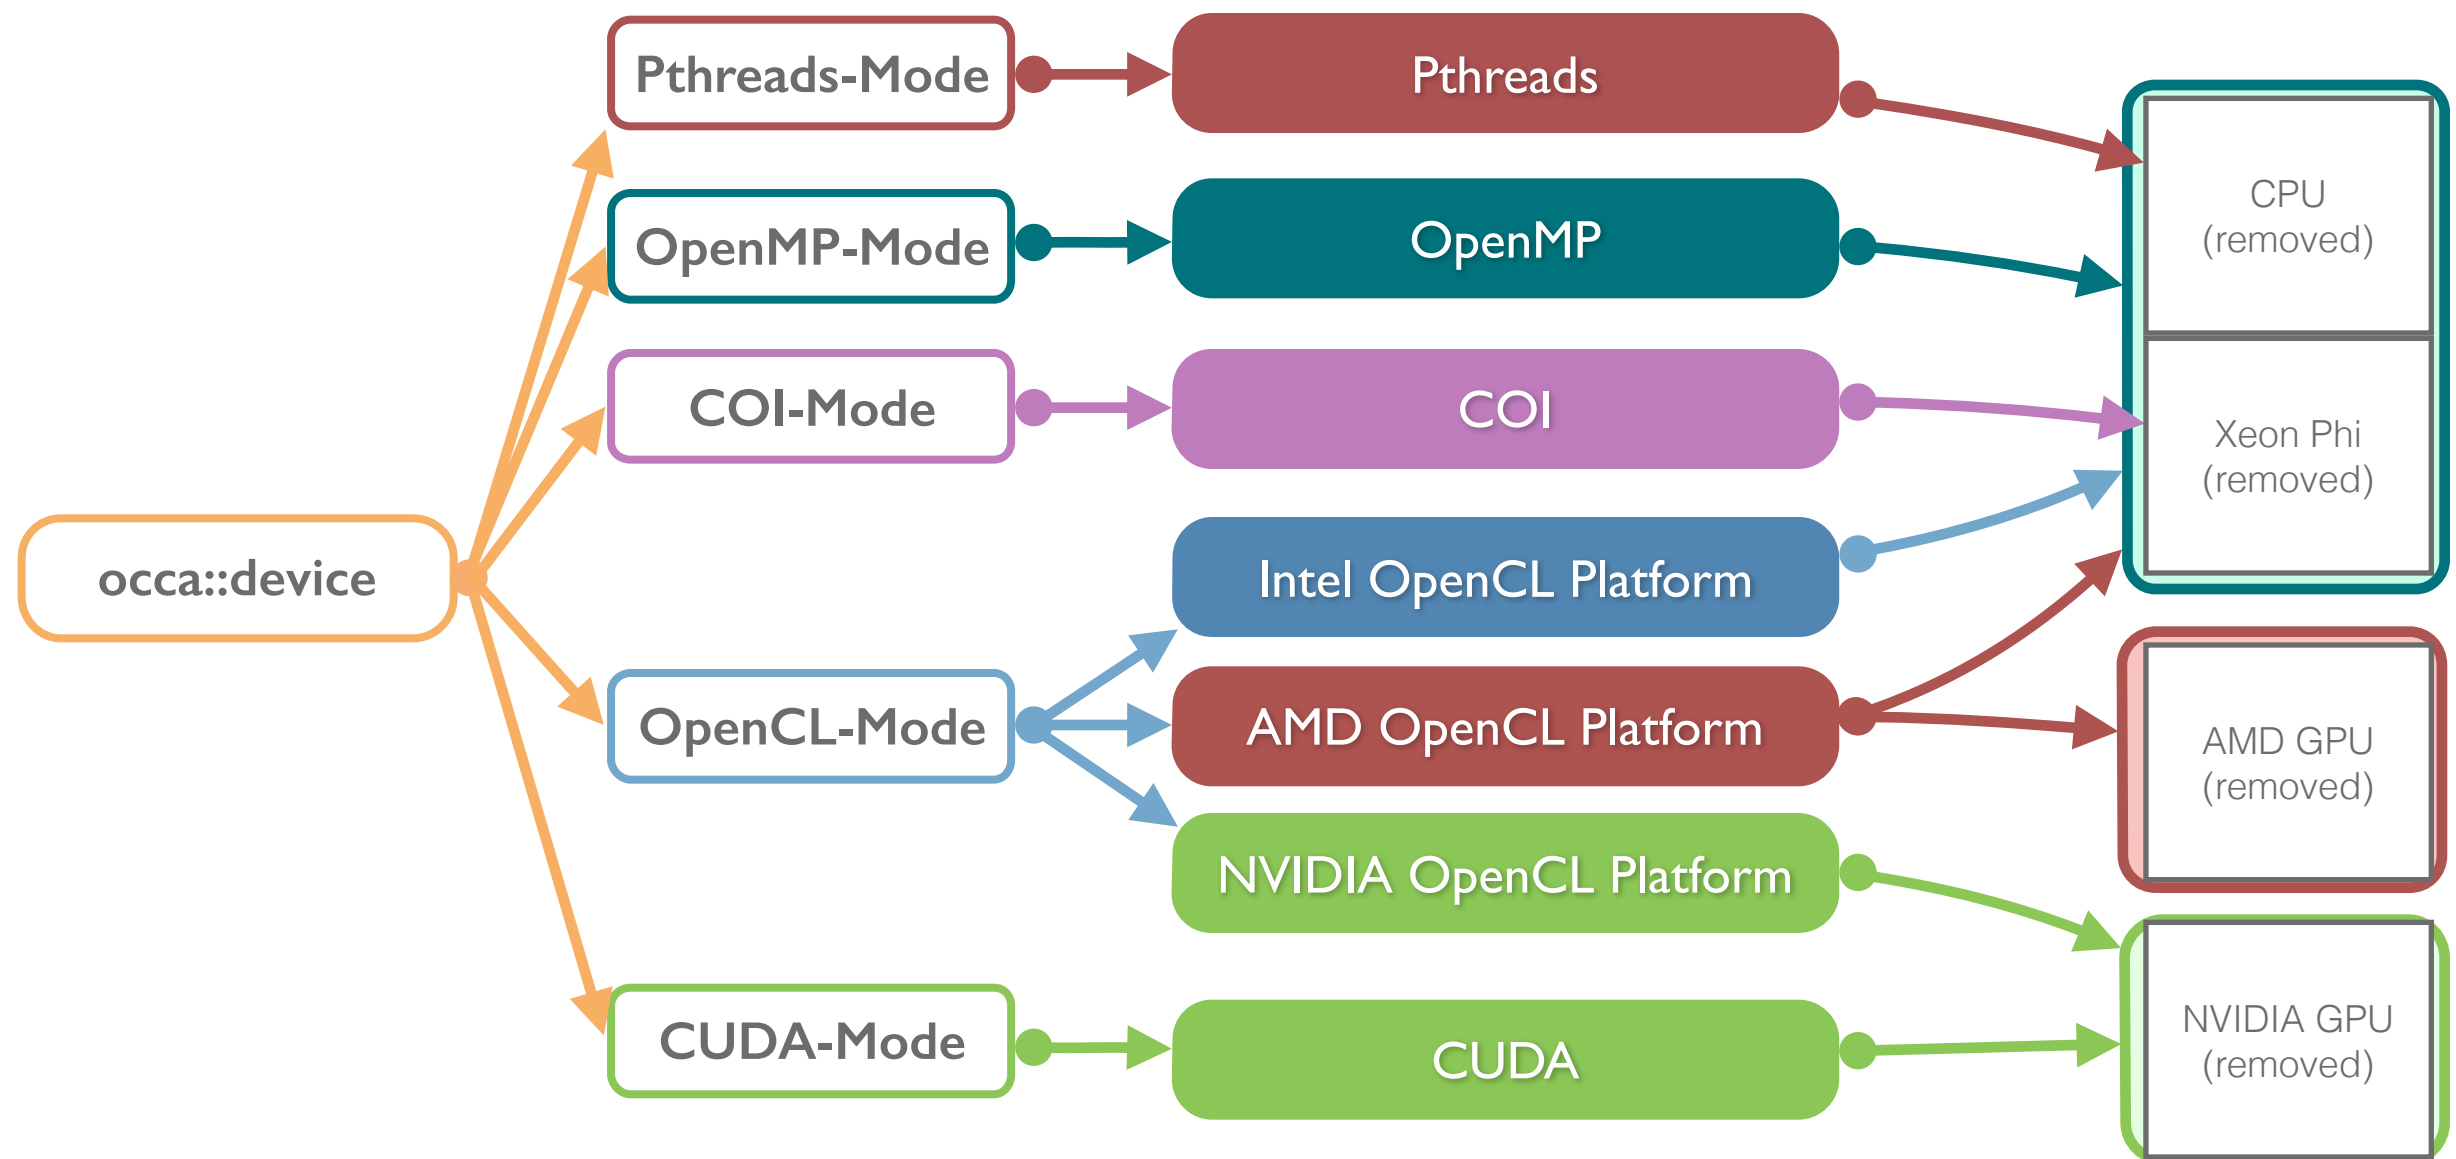 occa::device
Pthreads-Mode
OpenMP-Mode
COI-Mode
OpenCL-Mode
CUDA-Mode
Pthreads
OpenMP
COI
Intel OpenCL Platform
AMD OpenCL Platform
NVIDIA OpenCL Platform
CUDA
CPU
(removed)
Xeon Phi
(removed)
AMD GPU
(removed)
NVIDIA GPU
(removed)